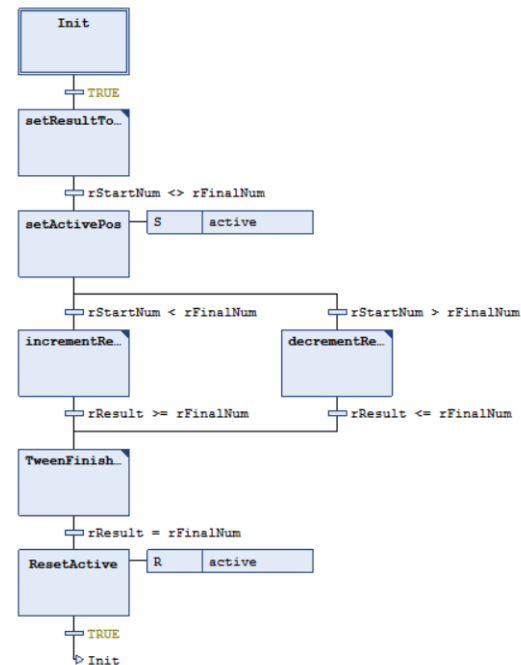 Init
TRUE
setResultTo…
rStartNum <> rFinalNum
setActivePos S active
rStartNum < rFinalNum rStartNum > rFinalNum
incrementRe… decrementRe…
rResult >= rFinalNum rResult <= rFinalNum
TweenFinish…
rResult = rFinalNum
ResetActive R active
TRUE
Init